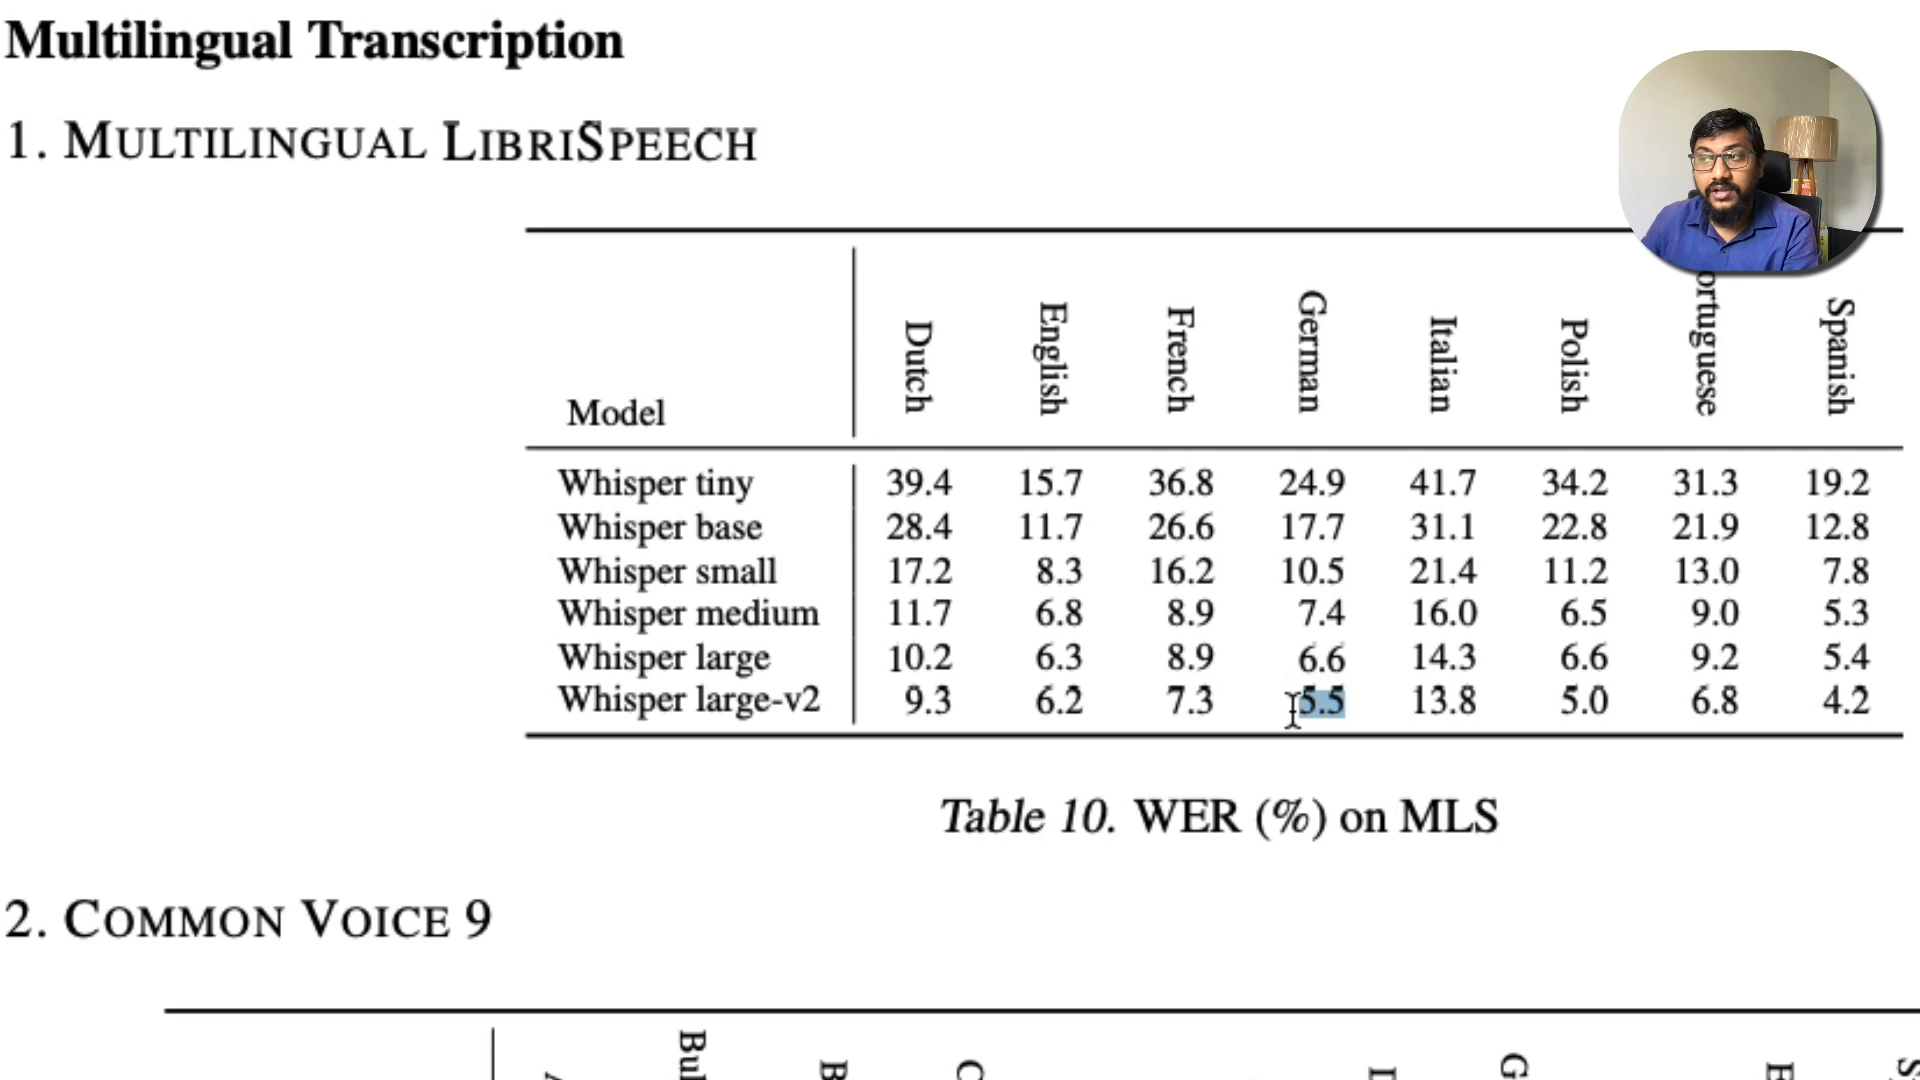 Multilingual Transcription
1. MULTILINGUAL LIBRISPEECH
Model Dutch English French German Italian Polish ortuguese Spanish
Whisper tiny 39.4 15.7 36.8 24.9 41.7 34.2 31.3 19.2
Whisper base 28.4 11.7 26.6 17.7 31.1 22.8 21.9 12.8
Whisper small 17.2 8.3 16.2 10.5 21.4 11.2 13.0 7.8
Whisper medium 11.7 6.8 8.9 7.4 16.0 6.5 9.0 5.3
Whisper large 10.2 6.3 8.9 6.6 14.3 6.6 9.2 5.4
Whisper large-v2 9.3 6.2 7.3 5.5 13.8 5.0 6.8 4.2
Table 10. WER (%) on MLS
2. COMMON VOICE 9